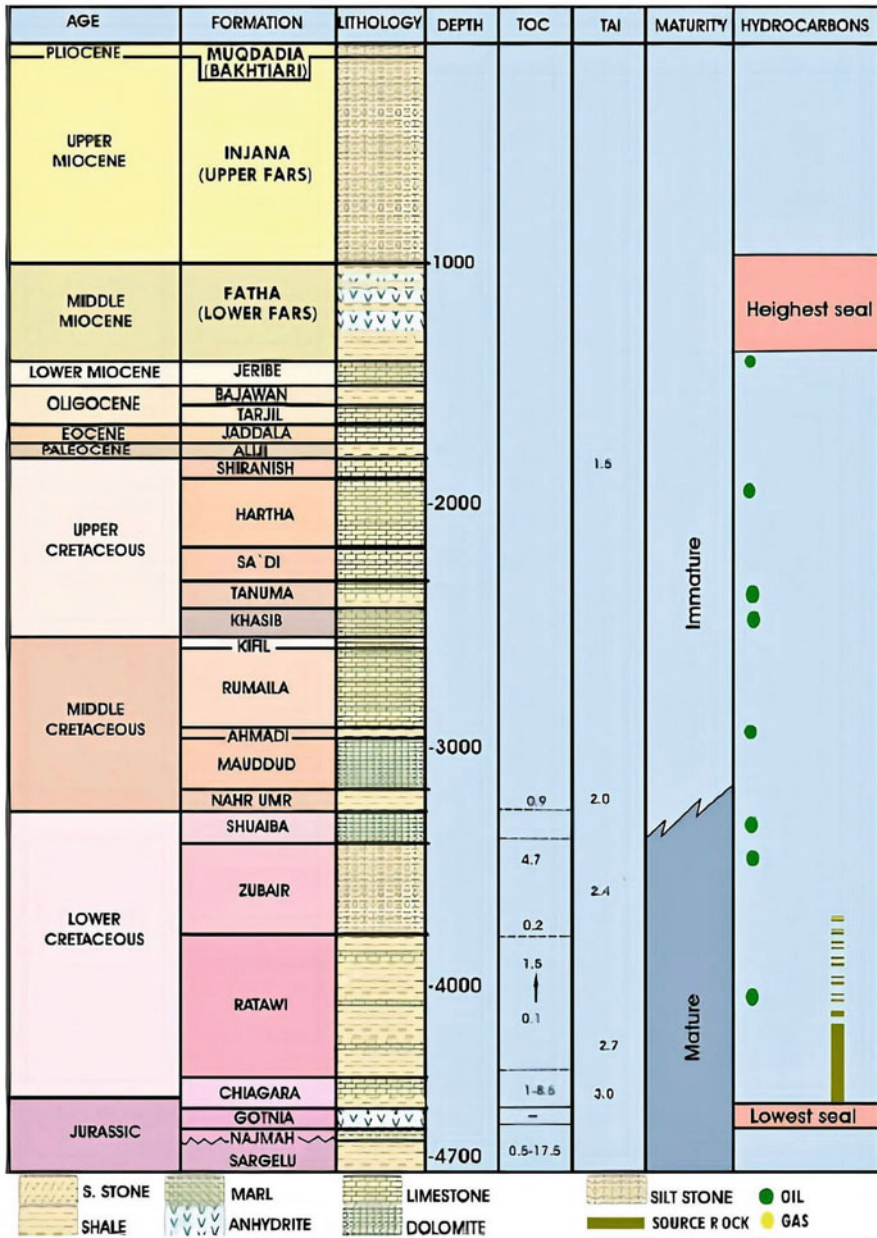 AGE FORMATION LITHOLOGY DEPTH TOC TAI MATURITY HYDROCARBONS
PLIOCENE
MUQDADIA
(BAKHTIARI)
UPPER
MIOCENE
INJANA
(UPPER FARS)
-1000
MIDDLE
MIOCENE
FATHA
(LOWER FARS)
Heighest seal
LOWER MIOCENE JERIBE
OLIGOCENE
BAJAWAN
TARJIL
EOCENE JADDALA
PALEOCENE ALIJI
SHIRANISH
1.5
-2000
UPPER
CRETACEOUS
HARTHA
SA`DI
TANUMA
KHASIB
Immature
KIFIL
RUMAILA
MIDDLE
CRETACEOUS
AHMADI
-3000
MAUDDUD
NAHR UMR
0.9
2.0
SHUAIBA
4.7
ZUBAIR
2.4
0.2
LOWER
CRETACEOUS
1.5
-4000
RATAWI
0.1
2.7
Mature
CHIAGARA
1-8.5
3.0
GOTNIA
–
Lowest seal
JURASSIC
NAJMAH
SARGELU
0.5-17.5
-4700
S. STONE MARL LIMESTONE SILT STONE OIL
SHALE ANHYDRITE DOLOMITE SOURCE ROCK GAS